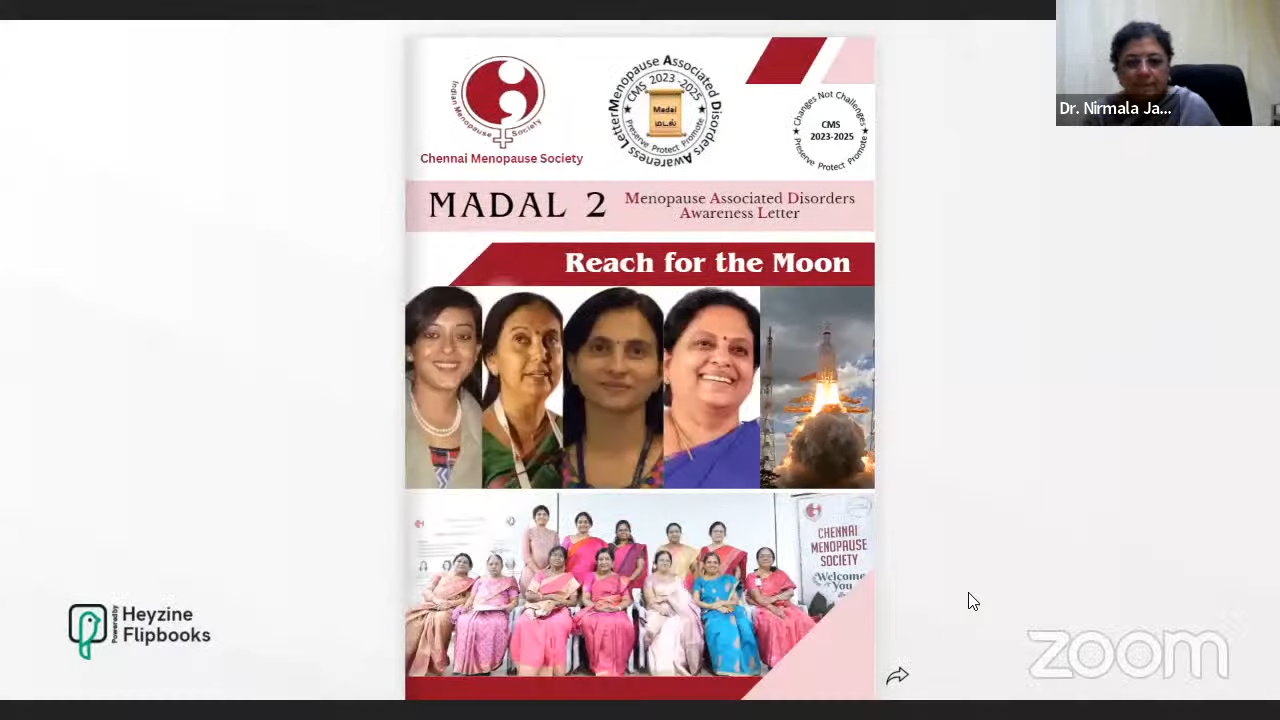 Dr. Nirmala Ja...
Indian Menopause Society
Chennai Menopause Society
Menopause Associated Disorders Awareness Letter
CMS 2023-2025
Madal
மடல்
Preserve Protect Promote
Changes Not Challenges
CMS
2023-2025
Preserve Protect Promote
MADAL 2
Menopause Associated Disorders
Awareness Letter
Reach for the Moon
CHENNAI
MENOPAUSE
SOCIETY
Welcome
You
Powered by
Heyzine
Flipbooks
zoom